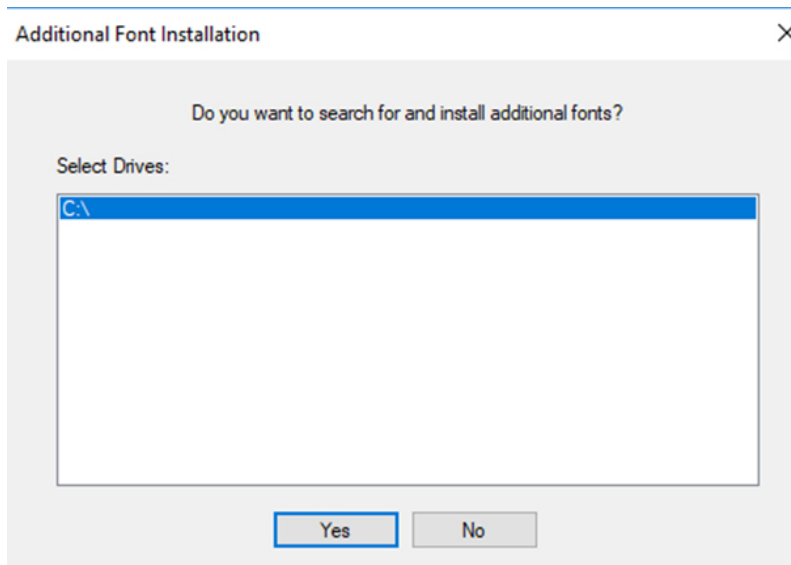 Additional Font Installation
Do you want to search for and install additional fonts?
Select Drives:
C:\
Yes
No